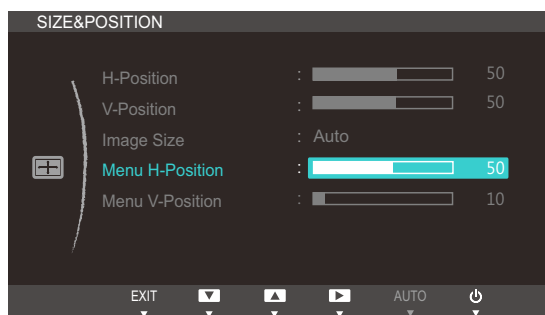 SIZE&POSITION
H-Position : 50
V-Position : 50
Image Size : Auto
Menu H-Position : 50
Menu V-Position : 10
EXIT AUTO